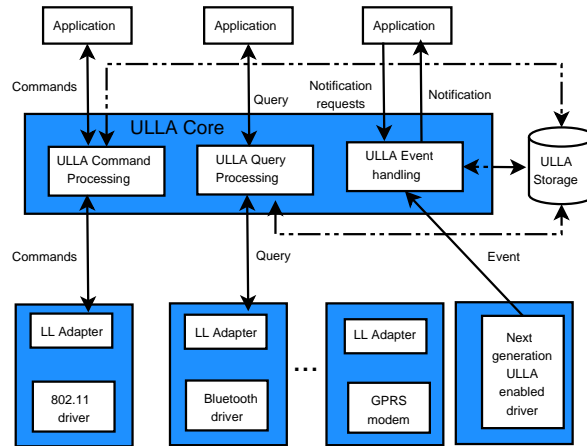 Application
Application
Application
Commands
Query
Notification
requests
Notification
ULLA Core
ULLA Command
Processing
ULLA Query
Processing
ULLA Event
handling
ULLA
Storage
Commands
Query
Event
LL Adapter
802.11
driver
LL Adapter
Bluetooth
driver
...
LL Adapter
GPRS
modem
Next
generation
ULLA
enabled
driver